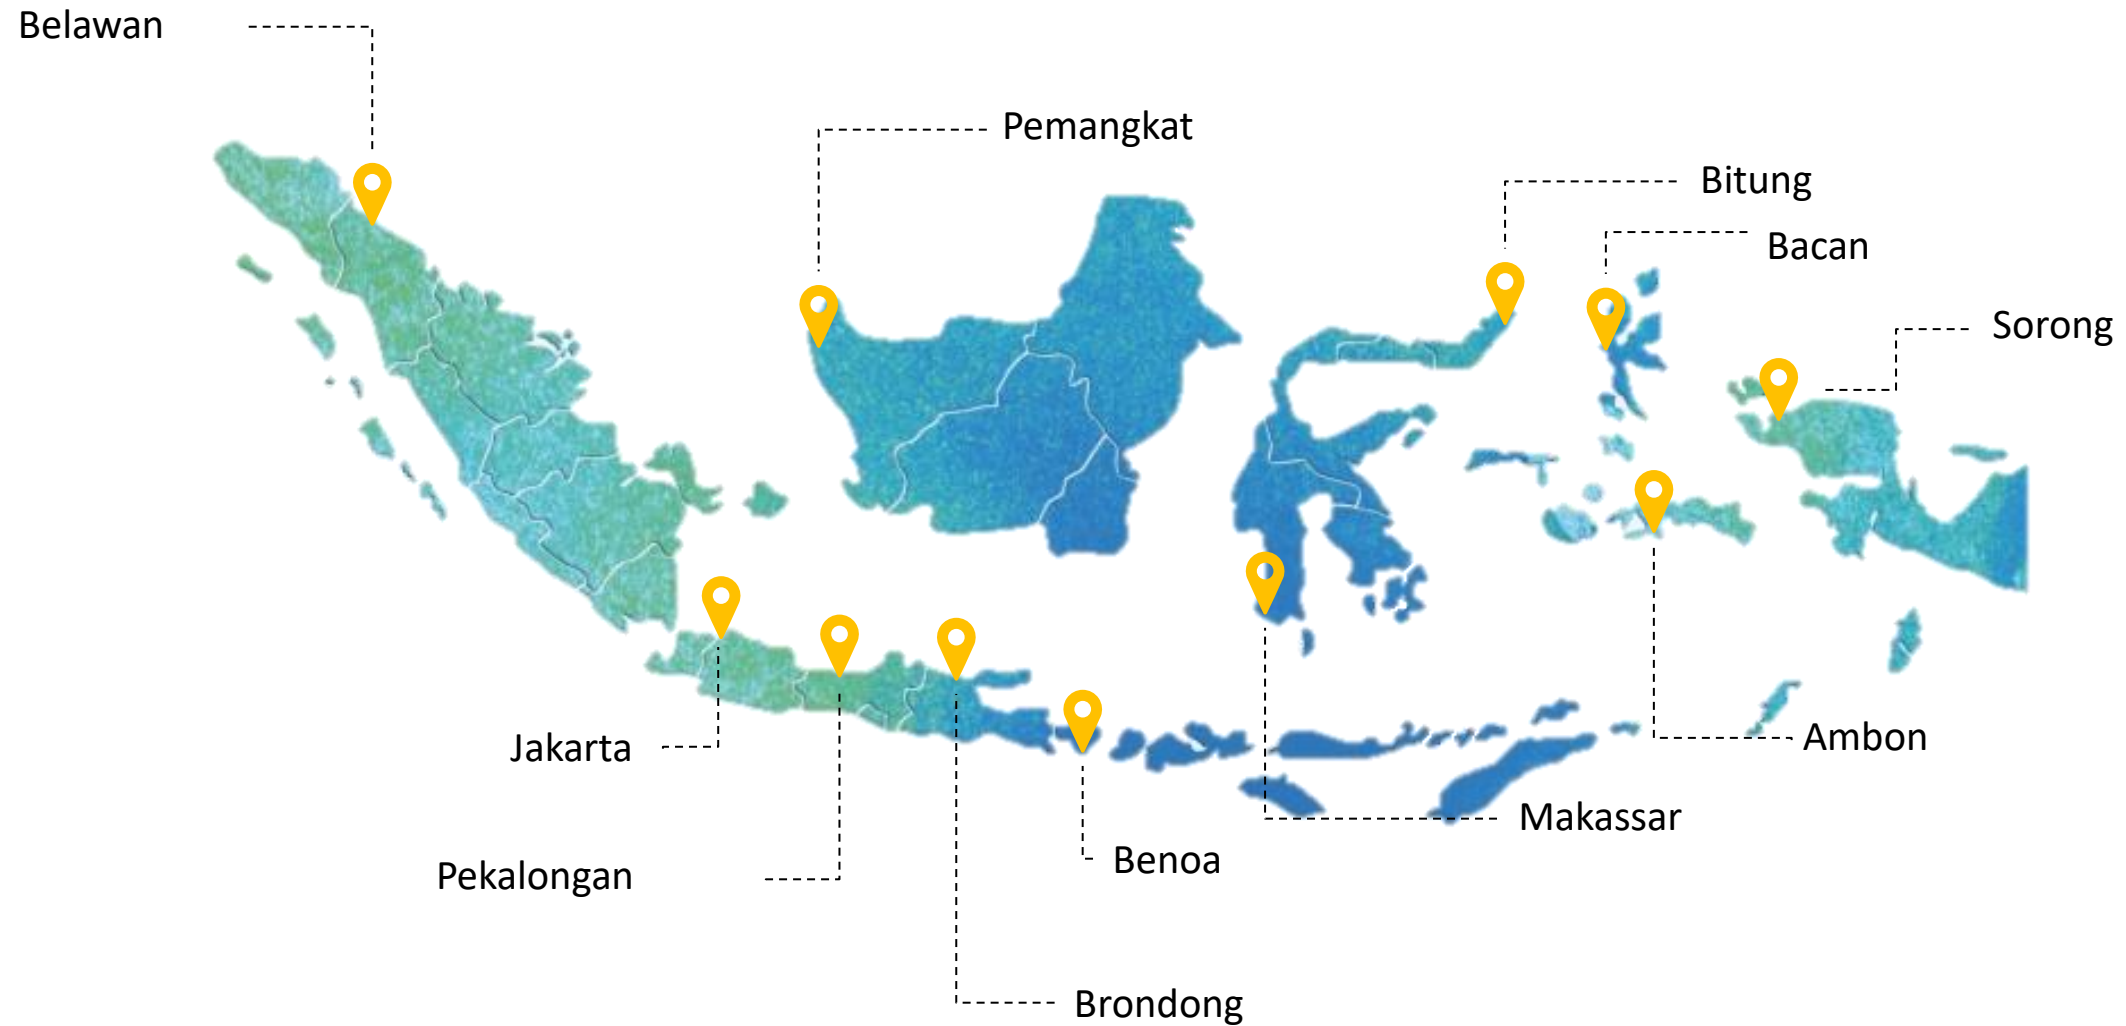 Belawan
Pemangkat
Bitung
Bacan
Sorong
Jakarta
Ambon
Makassar
Benoa
Pekalongan
Brondong